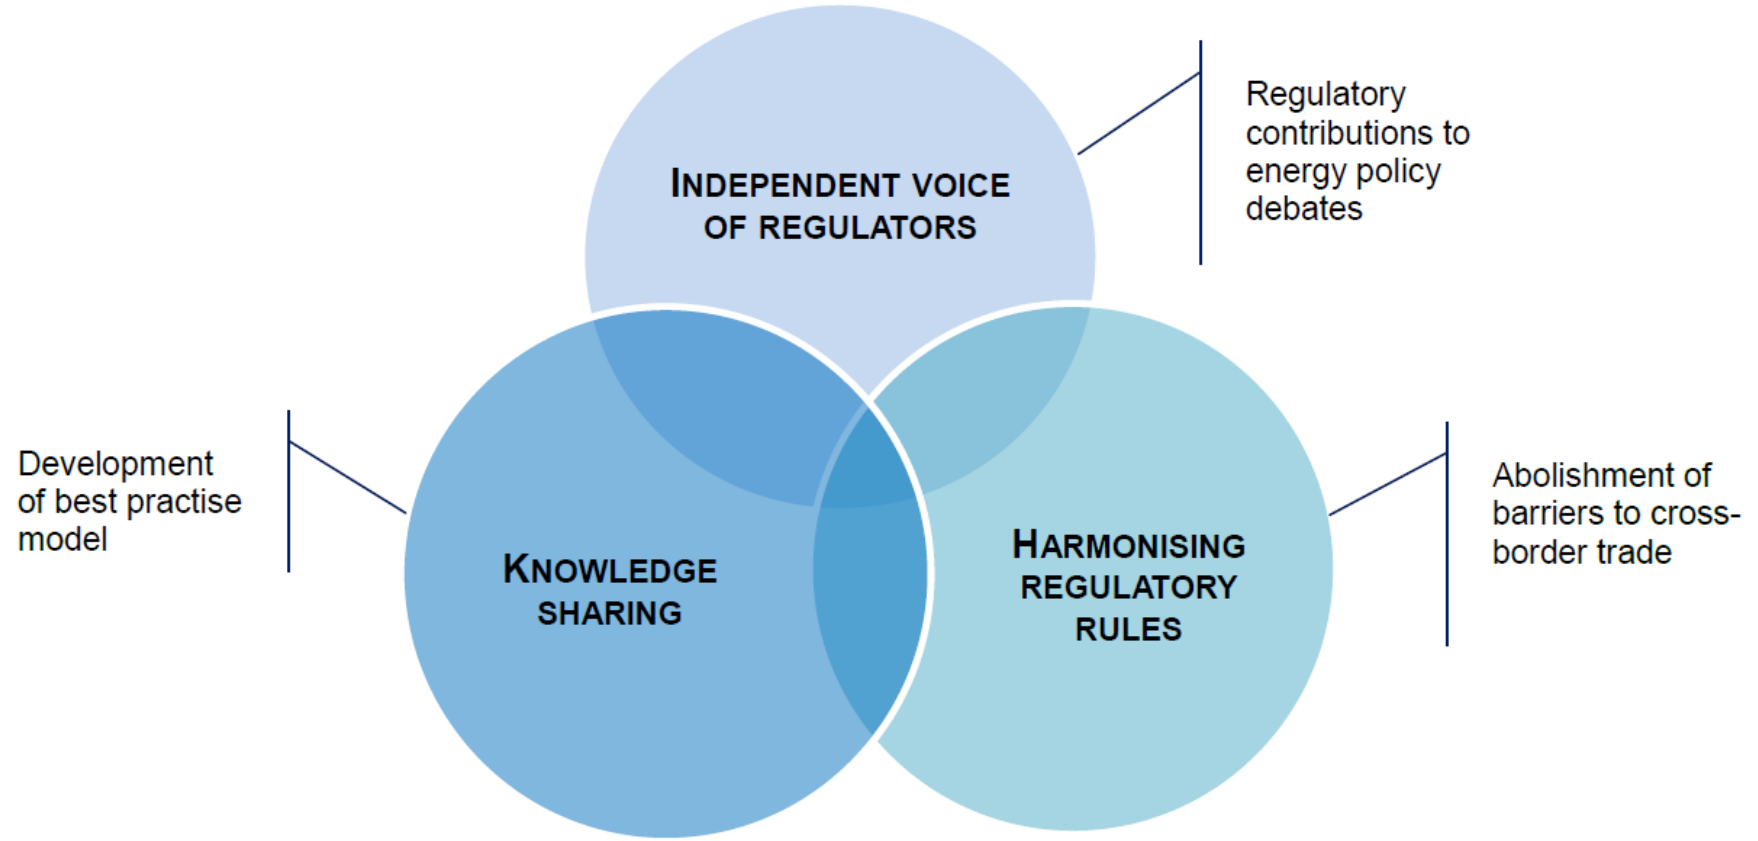 INDEPENDENT VOICE
OF REGULATORS
Regulatory
contributions to
energy policy
debates
Development
of best practise
model
KNOWLEDGE
SHARING
HARMONISING
REGULATORY
RULES
Abolishment of
barriers to cross-
border trade